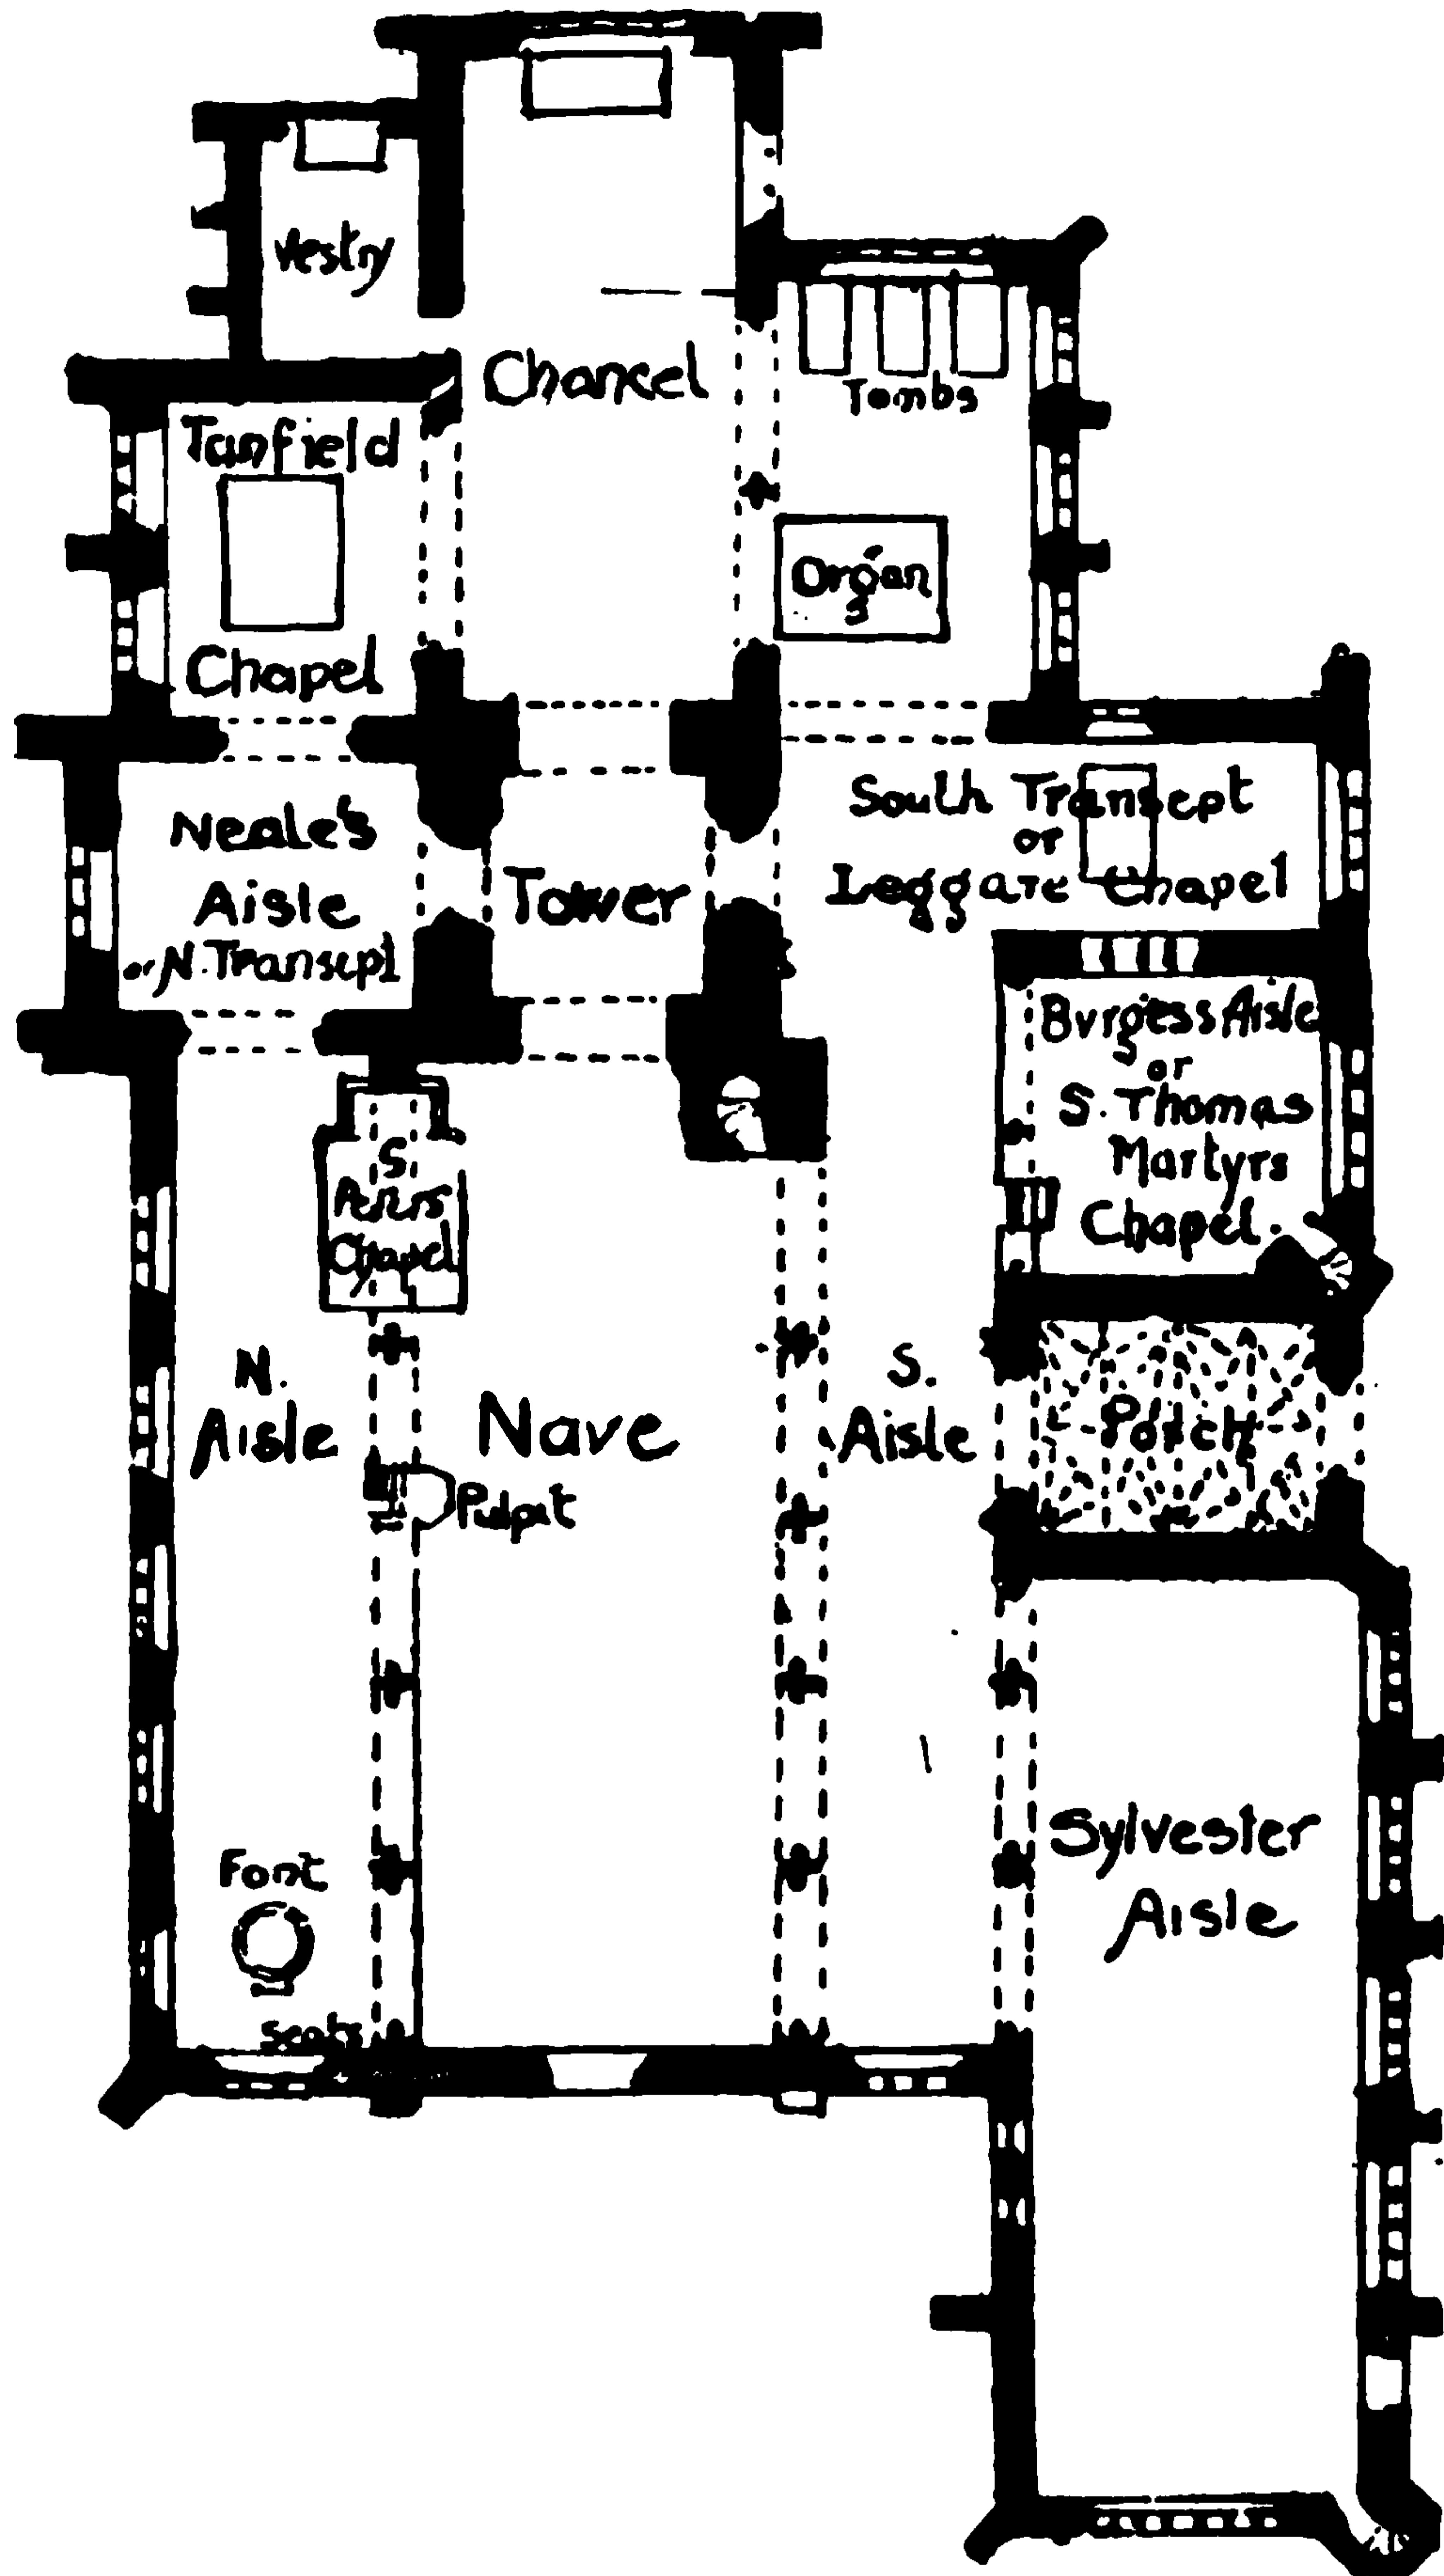 Vestry
Chancel
Tombs
Tanfield
Chapel
Organ
Neale's
Aisle
or N. Transept
Tower
South Transept
or
Leggare Chapel
Burgess Aisle
or
S. Thomas
Martyrs
Chapel.
S.
Peters
Chapel
N.
Aisle
Nave
S.
Aisle
Porch
Pulpit
Sylvester
Aisle
Font
Seats